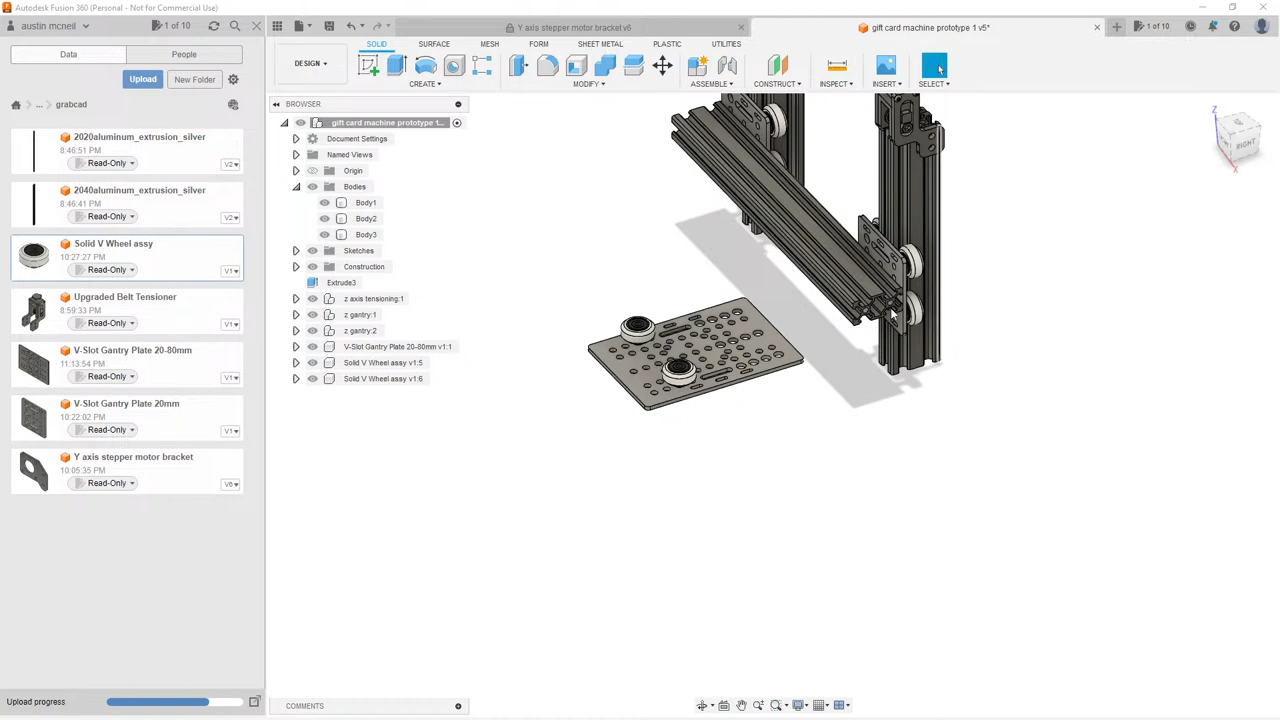 Autodesk Fusion 360 (Personal - Not for Commercial Use)
austin mcneil
1 of 10
Y axis stepper motor bracket v6
gift card machine prototype 1 v5*
1 of 10
Data
People
SOLID
SURFACE
MESH
FORM
SHEET METAL
PLASTIC
UTILITIES
DESIGN
Upload
New Folder
CREATE
MODIFY
ASSEMBLE
CONSTRUCT
INSPECT
INSERT
SELECT
...
grabcad
BROWSER
gift card machine prototype 1...
Document Settings
Named Views
Origin
Bodies
Body1
Body2
Body3
Sketches
Construction
Extrude3
z axis tensioning:1
z gantry:1
z gantry:2
V-Slot Gantry Plate 20-80mm v1:1
Solid V Wheel assy v1:5
Solid V Wheel assy v1:6
2020aluminum_extrusion_silver
8:46:51 PM
Read-Only
V2
2040aluminum_extrusion_silver
8:46:41 PM
Read-Only
V2
Solid V Wheel assy
10:27:27 PM
Read-Only
V1
Upgraded Belt Tensioner
8:59:33 PM
Read-Only
V1
V-Slot Gantry Plate 20-80mm
11:13:54 PM
Read-Only
V1
V-Slot Gantry Plate 20mm
10:22:02 PM
Read-Only
V1
Y axis stepper motor bracket
10:05:35 PM
Read-Only
V6
Z
RIGHT
X
Upload progress
COMMENTS